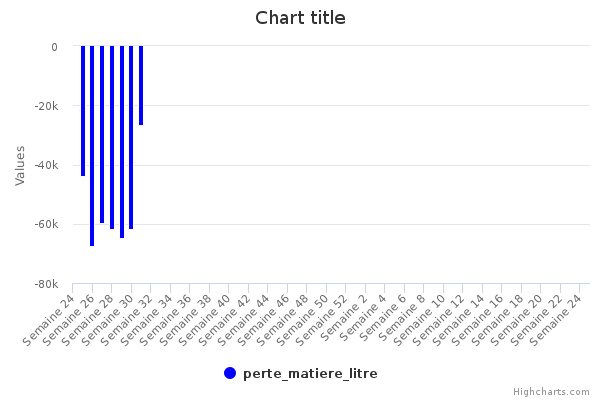 Chart title
Values
0
-20k
-40k
-60k
-80k
Semaine 24
Semaine 26
Semaine 28
Semaine 30
Semaine 32
Semaine 34
Semaine 36
Semaine 38
Semaine 40
Semaine 42
Semaine 44
Semaine 46
Semaine 48
Semaine 50
Semaine 52
Semaine 2
Semaine 4
Semaine 6
Semaine 8
Semaine 10
Semaine 12
Semaine 14
Semaine 16
Semaine 18
Semaine 20
Semaine 22
Semaine 24
perte_matiere_litre
Highcharts.com